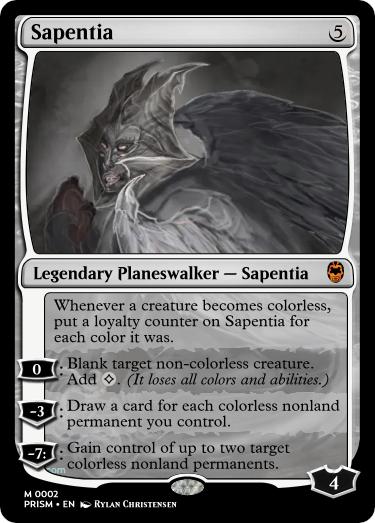 Sapentia 5
Legendary Planeswalker — Sapentia
Whenever a creature becomes colorless,
put a loyalty counter on Sapentia for
each color it was.
0 : Blank target non-colorless creature.
Add ◇. (It loses all colors and abilities.)
-3 : Draw a card for each colorless nonland
permanent you control.
-7: : Gain control of up to two target
colorless nonland permanents.
4
M 0002
PRISM • EN Rylan Christensen